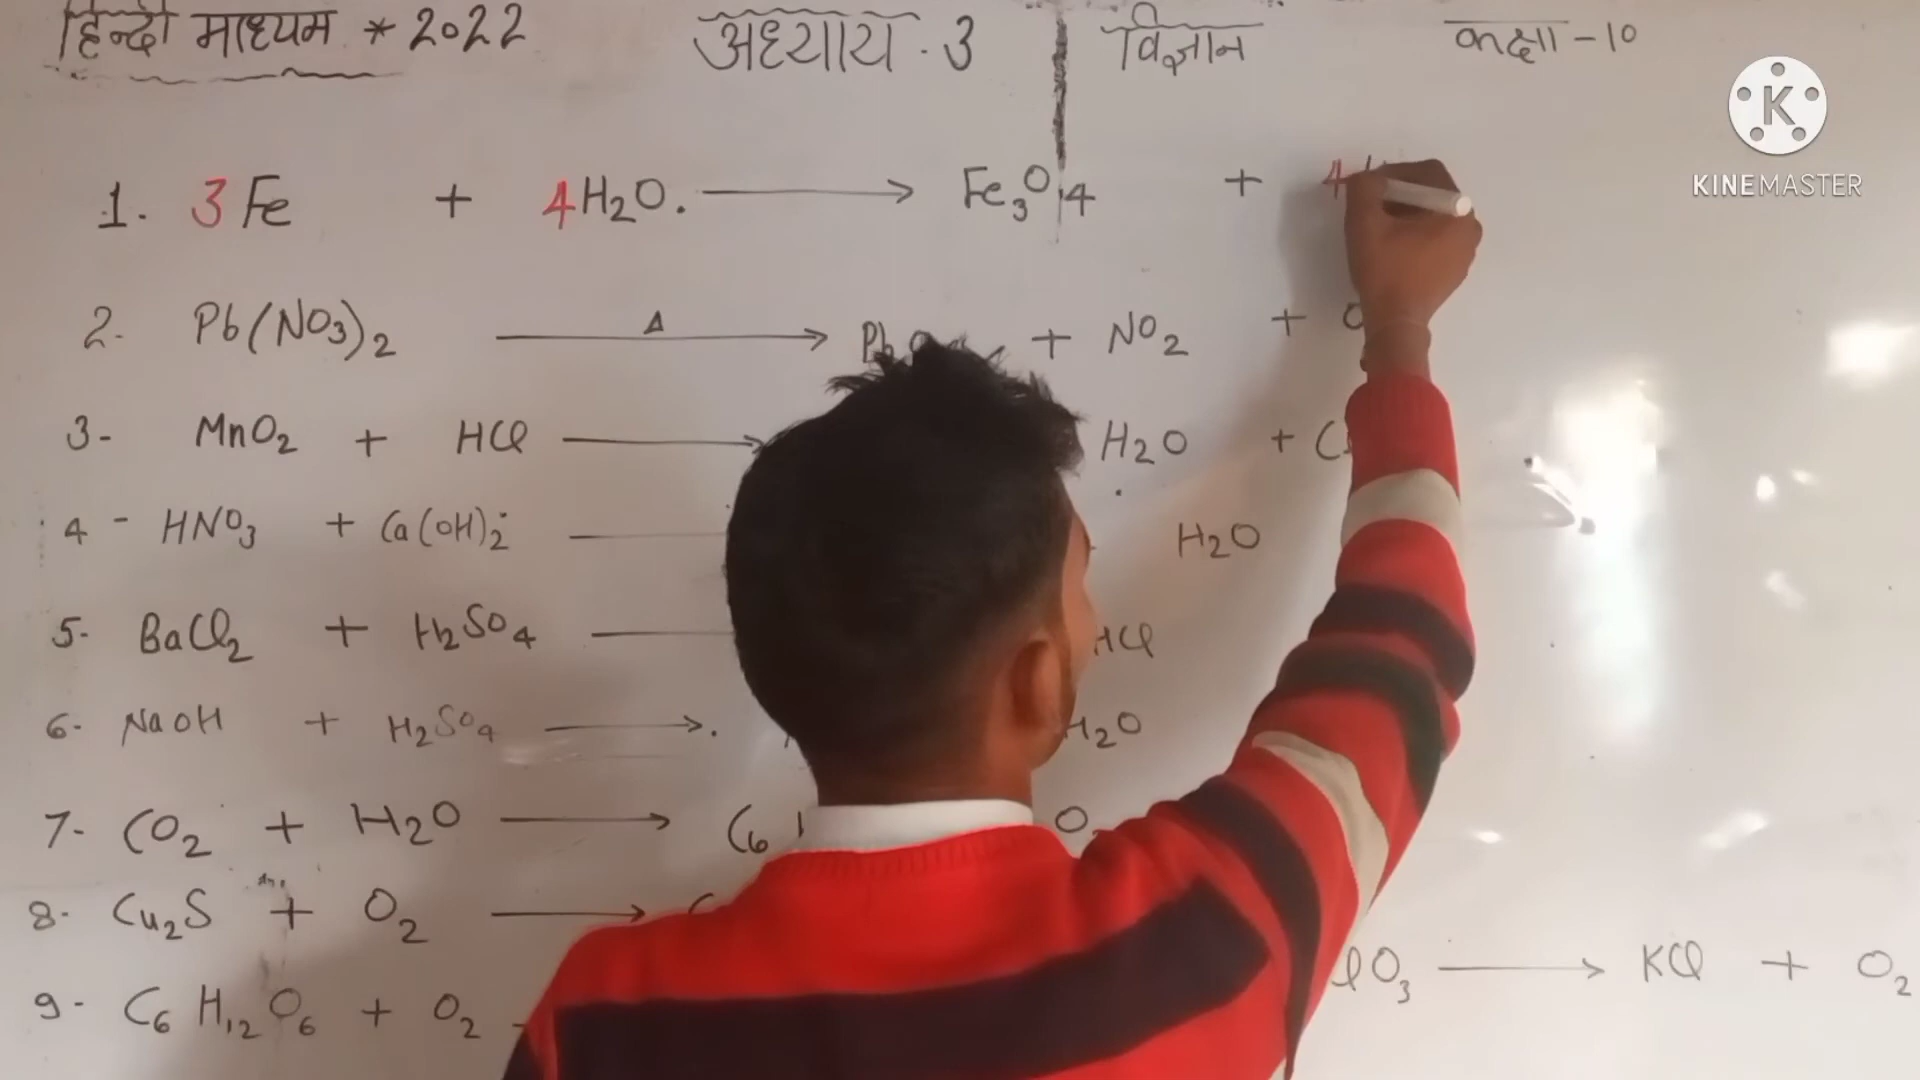 हिन्दी माध्यम * 2022 अध्याय - 3 विज्ञान कक्षा - 10
KINEMASTER
1. 3Fe + 4H2O. ⟶ Fe3O4 + 4
2- Pb(NO3)2 ⟶ Δ Pb + NO2 +
3- MnO2 + HCl ⟶ H2O +
4 - HNO3 + Ca(OH)2 H2O
5- BaCl2 + H2SO4 HCl
6- NaOH + H2SO4 ⟶ . H2O
7- CO2 + H2O ⟶ C6
8- Cu2S + O2 ⟶
9- C6H12O6 + O2
lO3 ⟶ KCl + O2